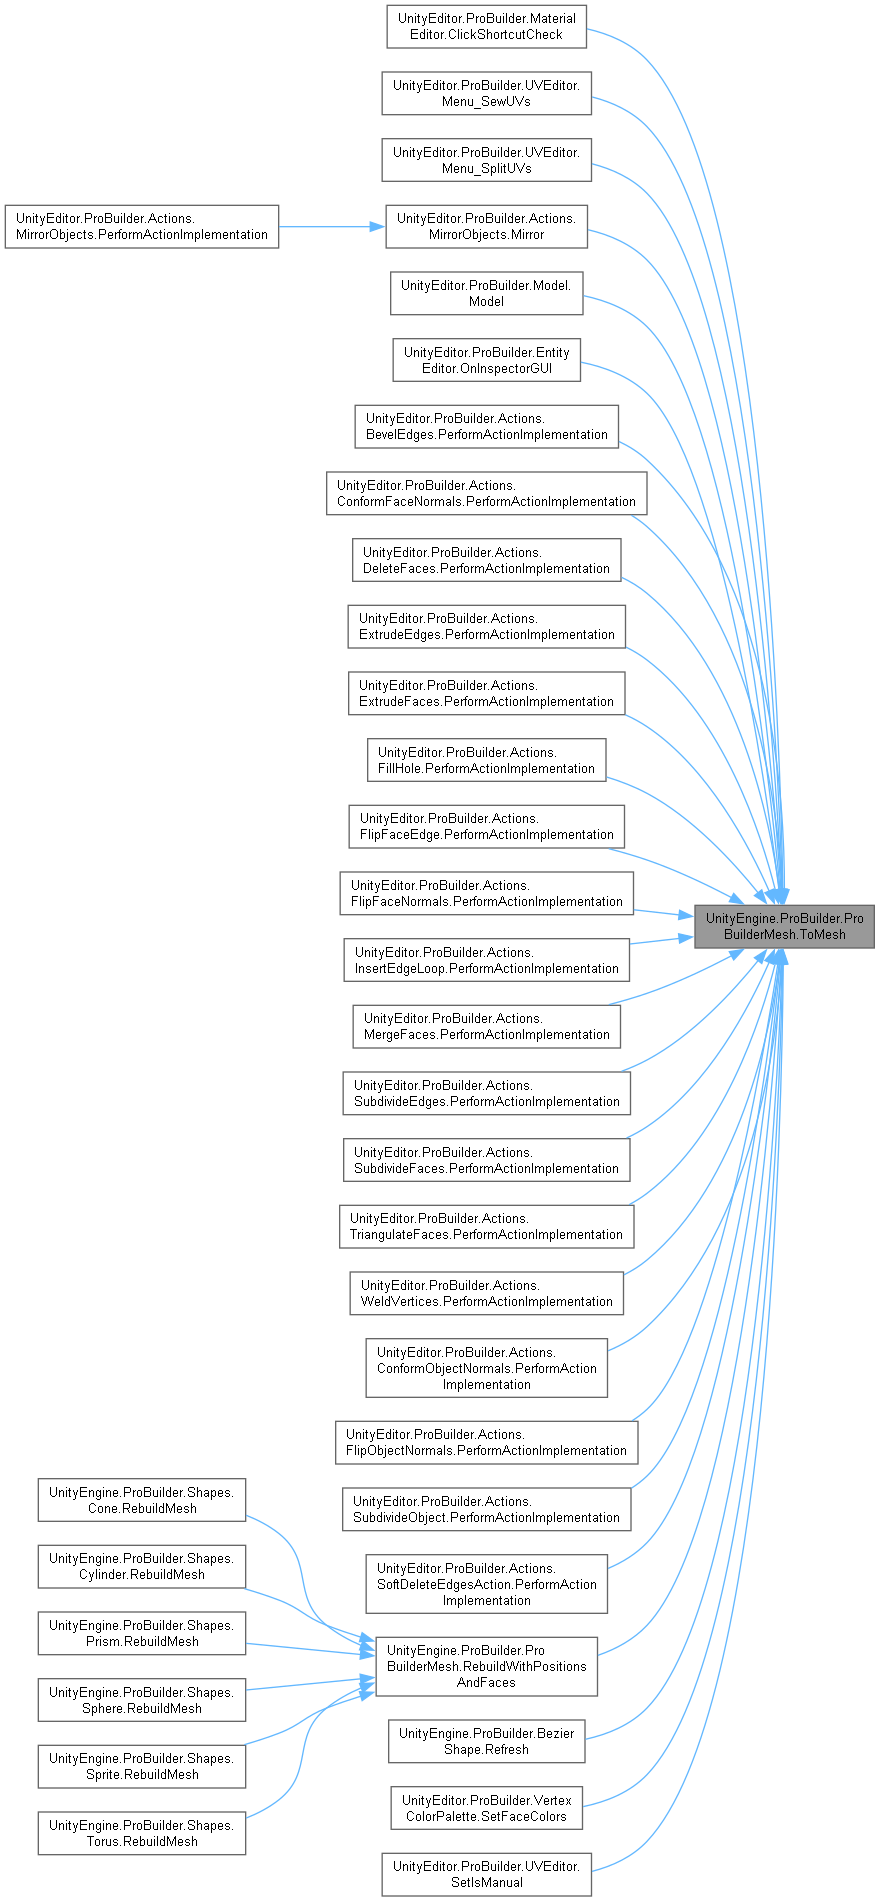 UnityEditor.ProBuilder.Material
Editor.ClickShortcutCheck
UnityEditor.ProBuilder.UVEditor.
Menu_SewUVs
UnityEditor.ProBuilder.UVEditor.
Menu_SplitUVs
UnityEditor.ProBuilder.Actions.
MirrorObjects.PerformActionImplementation
UnityEditor.ProBuilder.Actions.
MirrorObjects.Mirror
UnityEditor.ProBuilder.Model.
Model
UnityEditor.ProBuilder.Entity
Editor.OnInspectorGUI
UnityEditor.ProBuilder.Actions.
BevelEdges.PerformActionImplementation
UnityEditor.ProBuilder.Actions.
ConformFaceNormals.PerformActionImplementation
UnityEditor.ProBuilder.Actions.
DeleteFaces.PerformActionImplementation
UnityEditor.ProBuilder.Actions.
ExtrudeEdges.PerformActionImplementation
UnityEditor.ProBuilder.Actions.
ExtrudeFaces.PerformActionImplementation
UnityEditor.ProBuilder.Actions.
FillHole.PerformActionImplementation
UnityEditor.ProBuilder.Actions.
FlipFaceEdge.PerformActionImplementation
UnityEditor.ProBuilder.Actions.
FlipFaceNormals.PerformActionImplementation
UnityEngine.ProBuilder.Pro
BuilderMesh.ToMesh
UnityEditor.ProBuilder.Actions.
InsertEdgeLoop.PerformActionImplementation
UnityEditor.ProBuilder.Actions.
MergeFaces.PerformActionImplementation
UnityEditor.ProBuilder.Actions.
SubdivideEdges.PerformActionImplementation
UnityEditor.ProBuilder.Actions.
SubdivideFaces.PerformActionImplementation
UnityEditor.ProBuilder.Actions.
TriangulateFaces.PerformActionImplementation
UnityEditor.ProBuilder.Actions.
WeldVertices.PerformActionImplementation
UnityEditor.ProBuilder.Actions.
ConformObjectNormals.PerformAction
Implementation
UnityEditor.ProBuilder.Actions.
FlipObjectNormals.PerformActionImplementation
UnityEditor.ProBuilder.Actions.
SubdivideObject.PerformActionImplementation
UnityEditor.ProBuilder.Actions.
SoftDeleteEdgesAction.PerformAction
Implementation
UnityEngine.ProBuilder.Shapes.
Cone.RebuildMesh
UnityEngine.ProBuilder.Shapes.
Cylinder.RebuildMesh
UnityEngine.ProBuilder.Shapes.
Prism.RebuildMesh
UnityEngine.ProBuilder.Shapes.
Sphere.RebuildMesh
UnityEngine.ProBuilder.Shapes.
Sprite.RebuildMesh
UnityEngine.ProBuilder.Shapes.
Torus.RebuildMesh
UnityEngine.ProBuilder.Pro
BuilderMesh.RebuildWithPositions
AndFaces
UnityEngine.ProBuilder.Bezier
Shape.Refresh
UnityEditor.ProBuilder.Vertex
ColorPalette.SetFaceColors
UnityEditor.ProBuilder.UVEditor.
SetIsManual